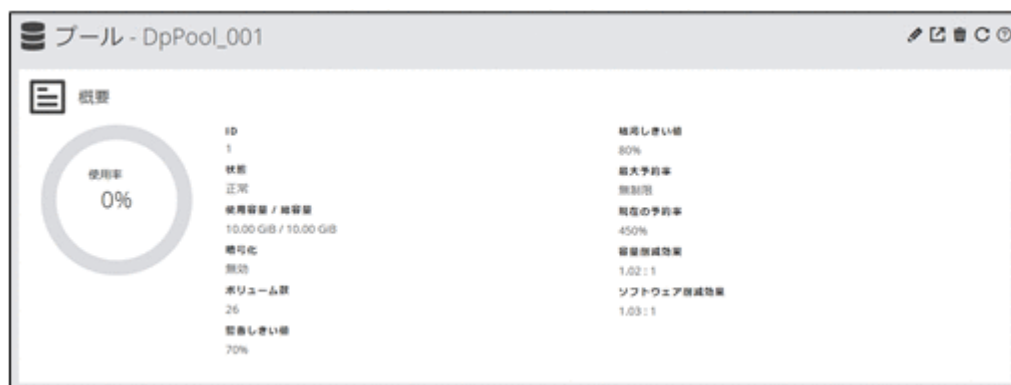 プール - DpPool_001
概要
使用率
0%
ID
1
状態
正常
使用容量 / 総容量
10.00 GiB / 10.00 GiB
暗号化
無効
ボリューム数
26
警告しきい値
70%
枯渇しきい値
80%
最大予約率
無制限
現在の予約率
450%
容量削減効果
1.02 : 1
ソフトウェア削減効果
1.03 : 1